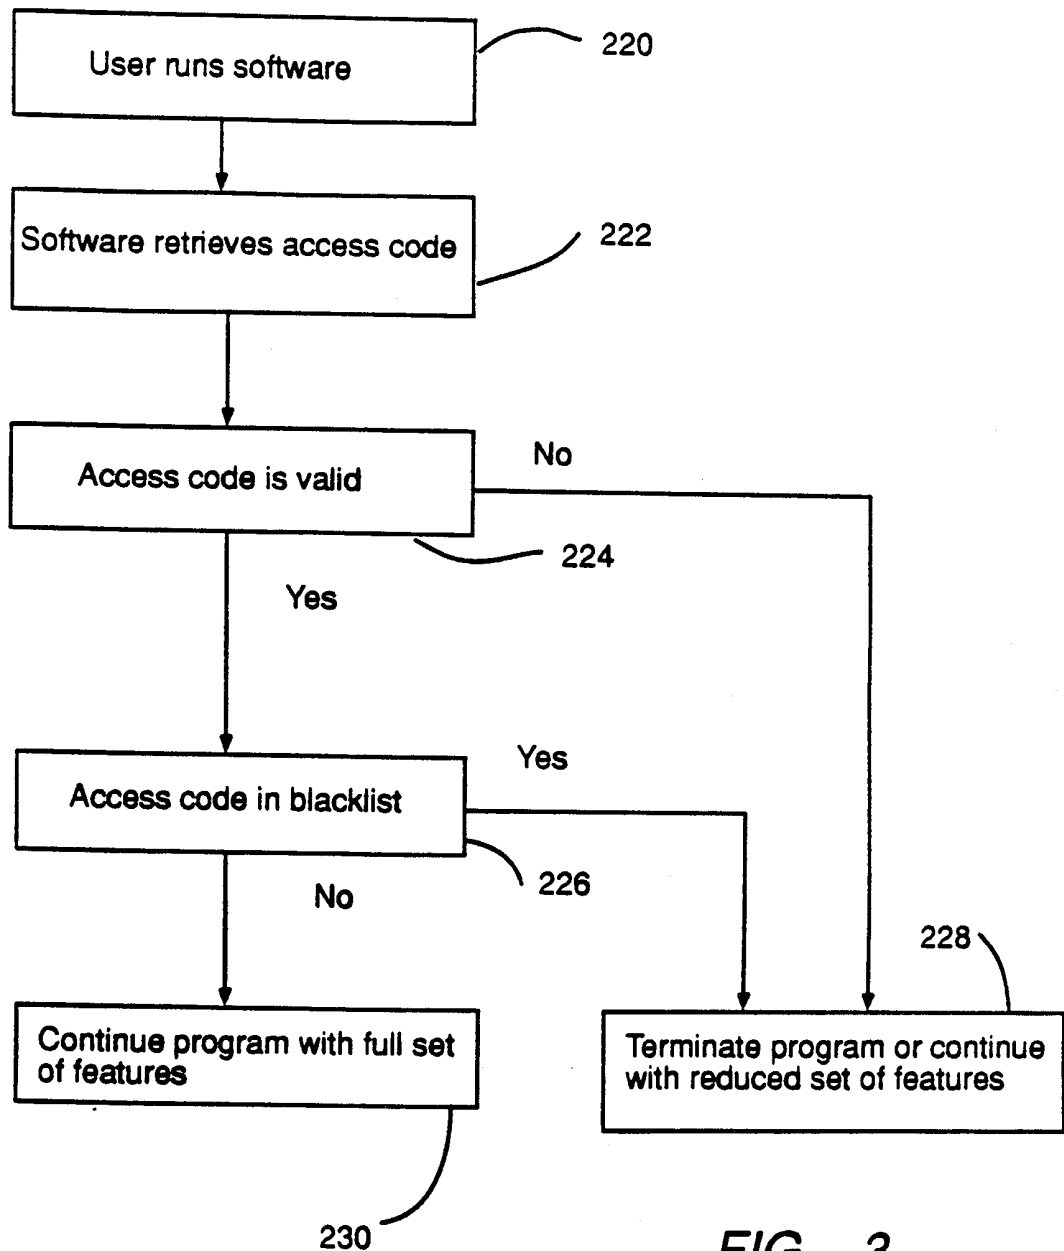 User runs software
220
Software retrieves access code
222
Access code is valid
No
224
Yes
Access code in blacklist
Yes
226
No
228
Continue program with full set
of features
Terminate program or continue
with reduced set of features
230
FIG. 3